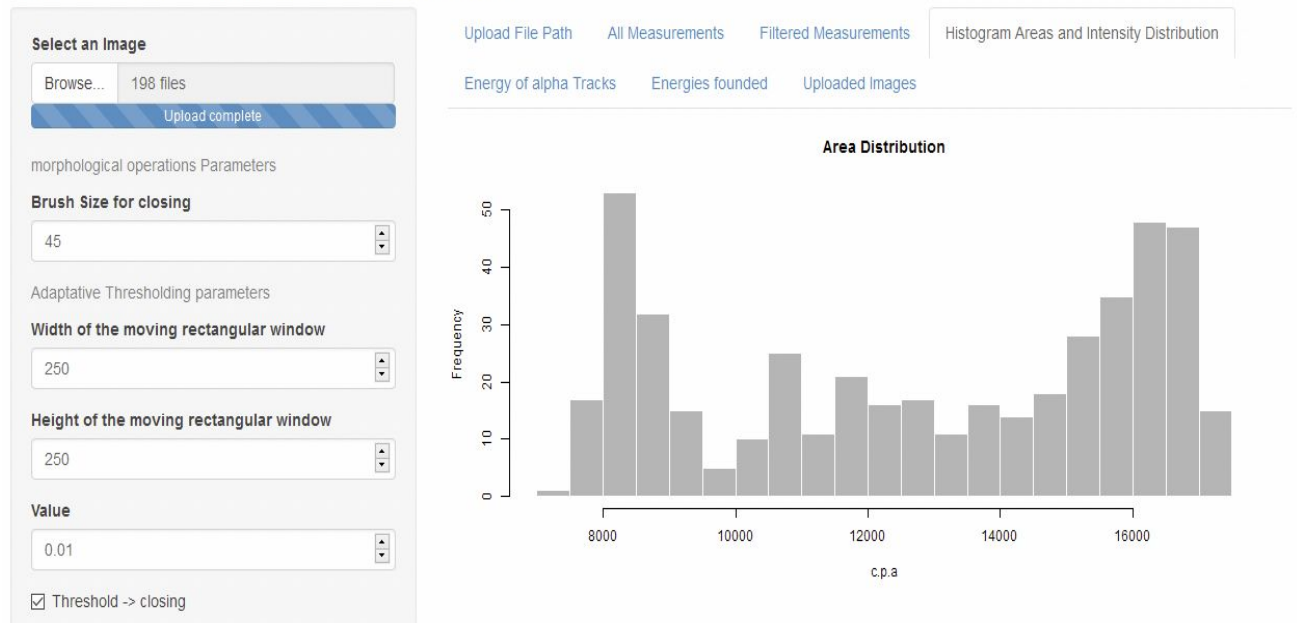 Select an Image
Browse... 198 files
Upload complete
morphological operations Parameters
Brush Size for closing
45
Adaptative Thresholding parameters
Width of the moving rectangular window
250
Height of the moving rectangular window
250
Value
0.01
Threshold -> closing
Upload File Path All Measurements Filtered Measurements Histogram Areas and Intensity Distribution
Energy of alpha Tracks Energies founded Uploaded Images
Area Distribution
Frequency
50
40
30
20
10
0
8000 10000 12000 14000 16000
c.p.a